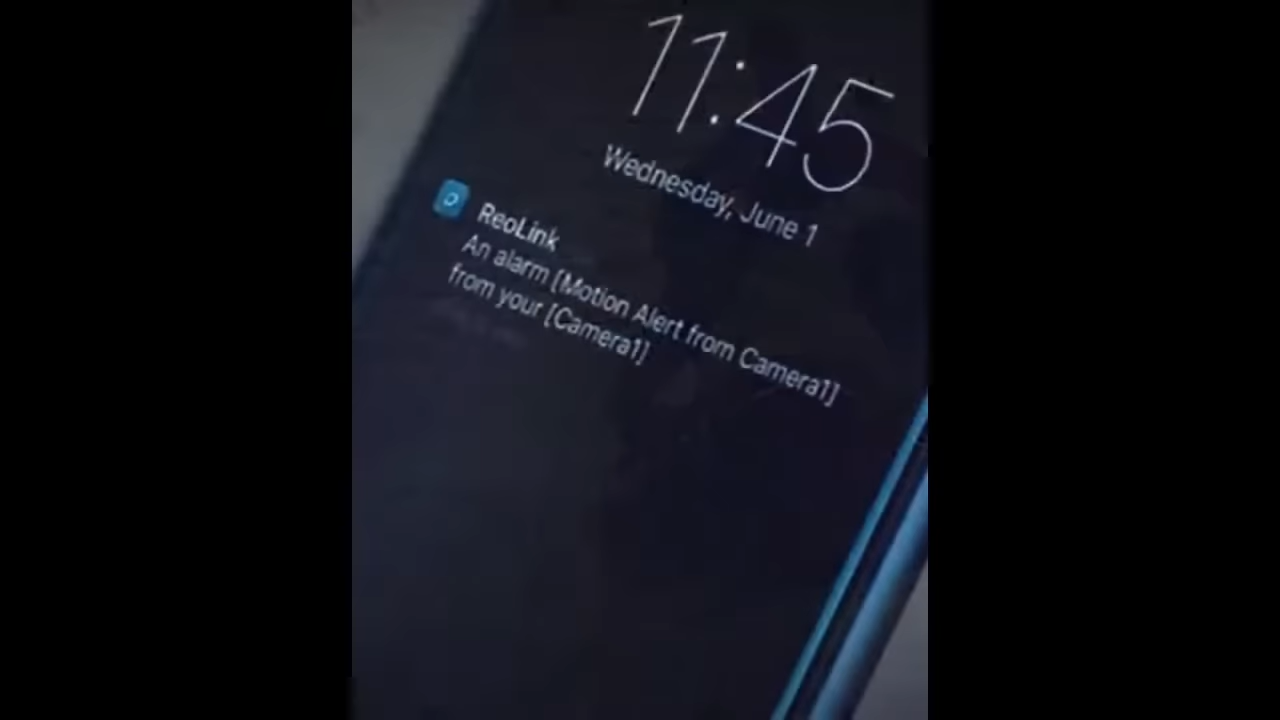 11:45
Wednesday, June 1
ReoLink
An alarm [Motion Alert from Camera1]
from your [Camera1]